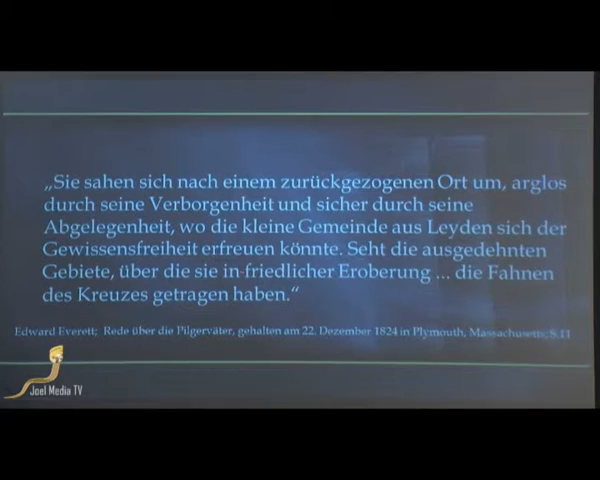 „Sie sahen sich nach einem zurückgezogenen Ort um, arglos
durch seine Verborgenheit und sicher durch seine
Abgelegenheit, wo die kleine Gemeinde aus Leyden sich der
Gewissensfreiheit erfreuen könnte. Seht die ausgedehnten
Gebiete, über die sie in friedlicher Eroberung ... die Fahnen
des Kreuzes getragen haben.“
Edward Everett; Rede über die Pilgerväter, gehalten am 22. Dezember 1824 in Plymouth, Massachusetts; S.11
Joel Media TV